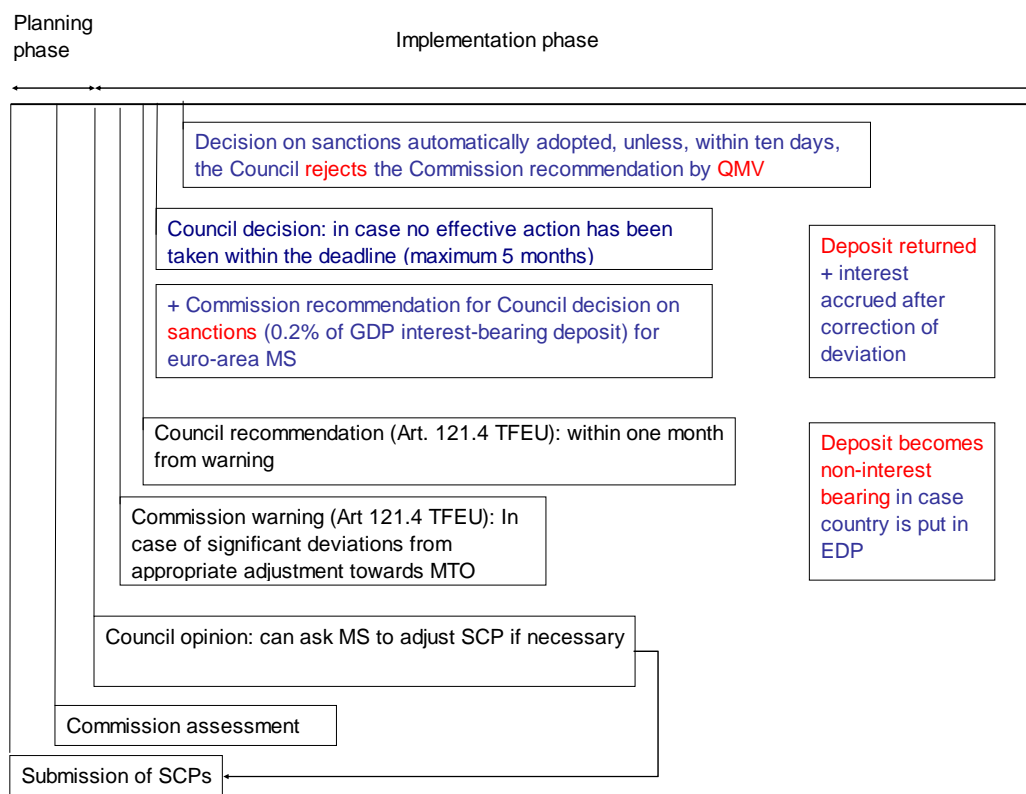 Planning
phase
Implementation phase
Decision on sanctions automatically adopted, unless, within ten days,
the Council rejects the Commission recommendation by QMV
Council decision: in case no effective action has been
taken within the deadline (maximum 5 months)
+ Commission recommendation for Council decision on
sanctions (0.2% of GDP interest-bearing deposit) for
euro-area MS
Deposit returned
+ interest
accrued after
correction of
deviation
Council recommendation (Art. 121.4 TFEU): within one month
from warning
Deposit becomes
non-interest
bearing in case
country is put in
EDP
Commission warning (Art 121.4 TFEU): In
case of significant deviations from
appropriate adjustment towards MTO
Council opinion: can ask MS to adjust SCP if necessary
Commission assessment
Submission of SCPs